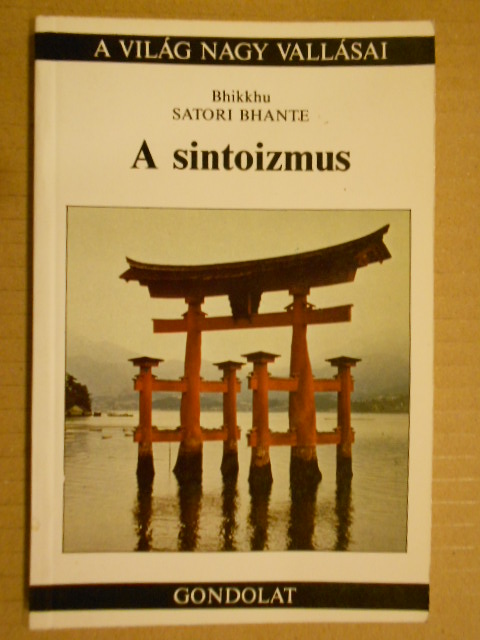 A VILÁG NAGY VALLÁSAI
Bhikkhu
SATORI BHANTE
A sintoizmus
GONDOLAT